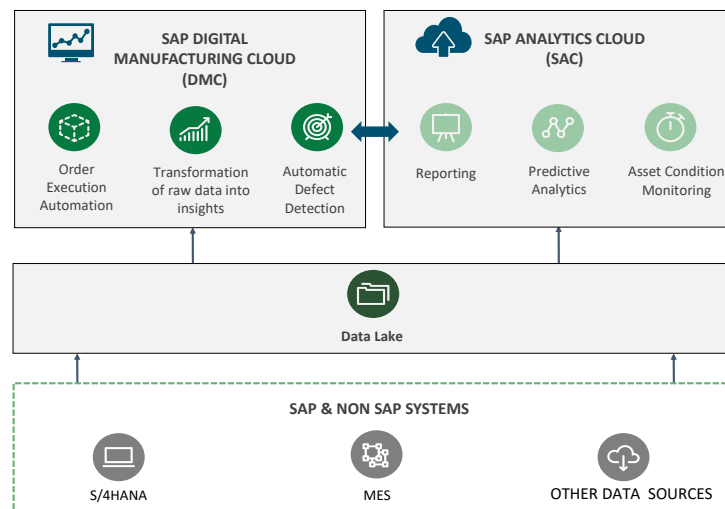 SAP DIGITAL
MANUFACTURING CLOUD
(DMC)
SAP ANALYTICS CLOUD
(SAC)
Order
Execution
Automation
Transformation
of raw data into
insights
Automatic
Defect
Detection
Reporting
Predictive
Analytics
Asset Condition
Monitoring
Data Lake
SAP & NON SAP SYSTEMS
S/4HANA
MES
OTHER DATA SOURCES